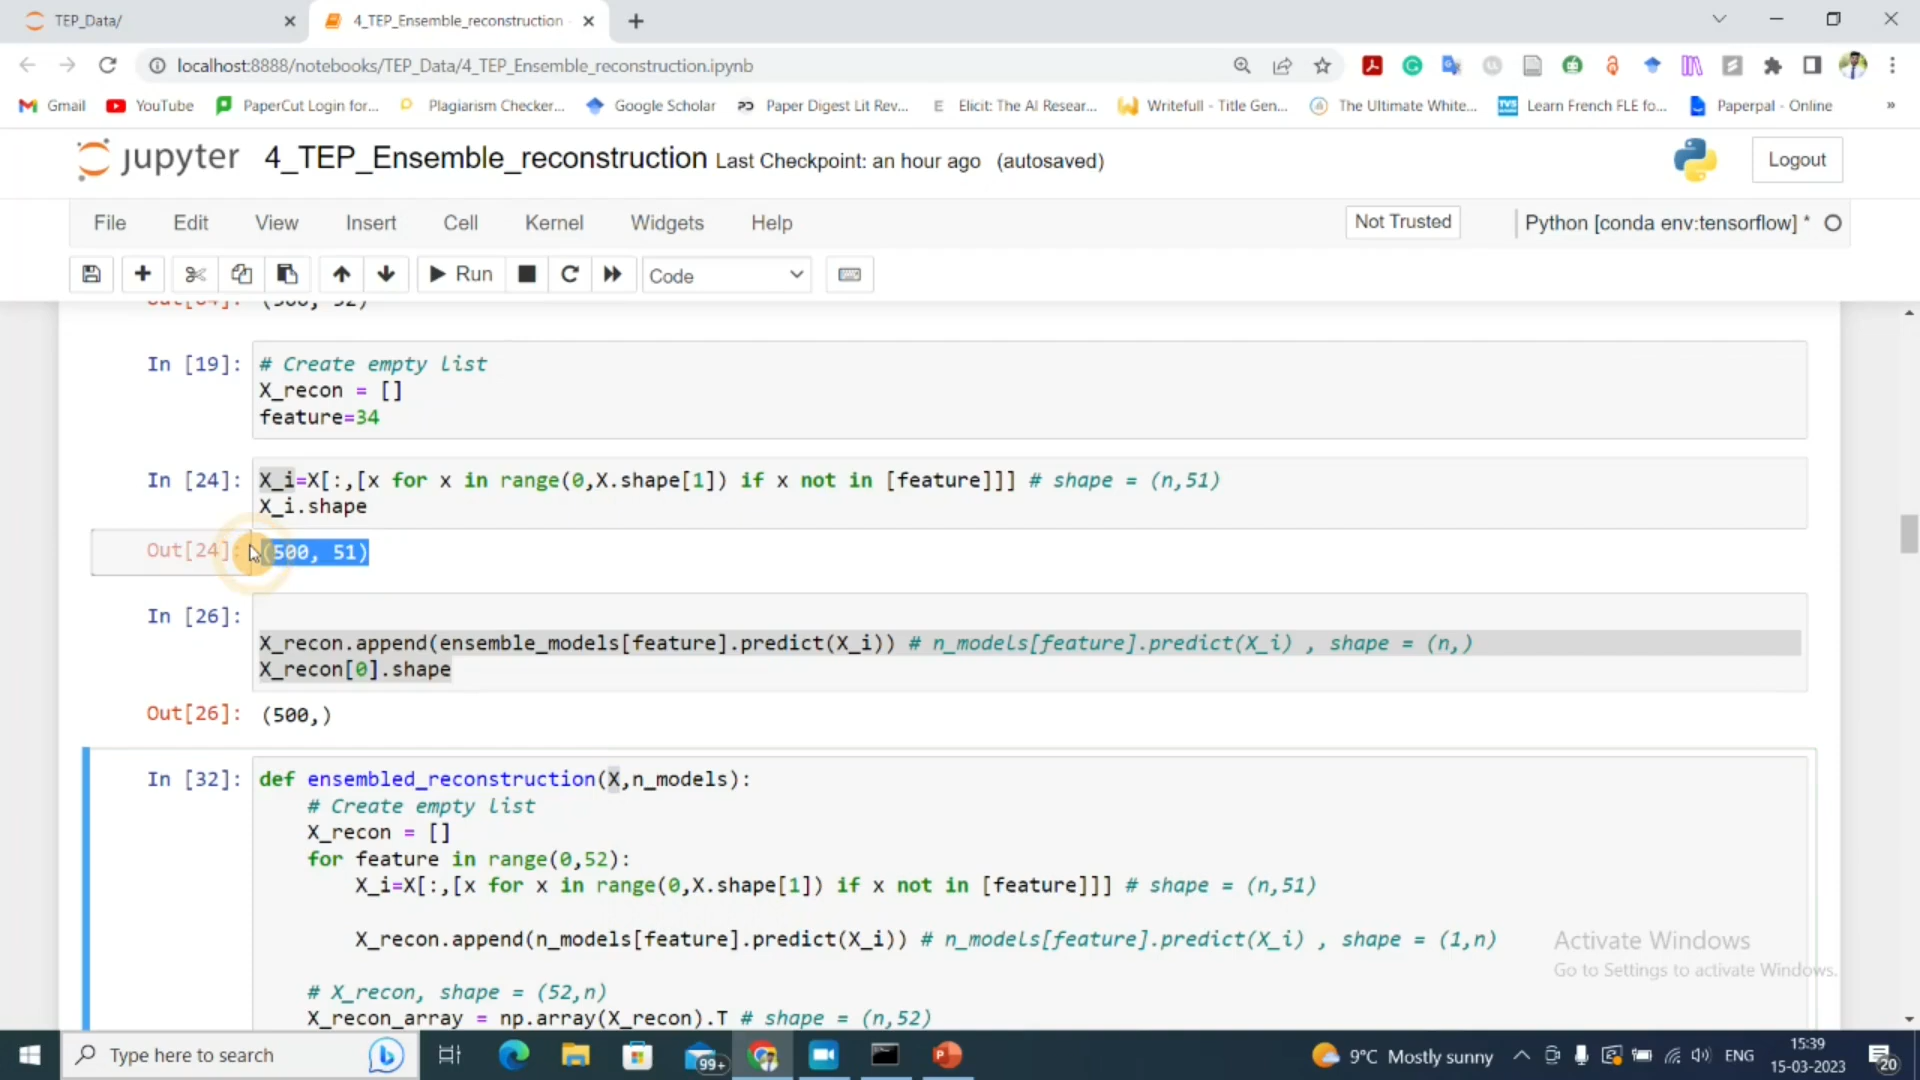 TEP_Data/
4_TEP_Ensemble_reconstruction
localhost:8888/notebooks/TEP_Data/4_TEP_Ensemble_reconstruction.ipynb
Gmail YouTube PaperCut Login for... Plagiarism Checker... Google Scholar Paper Digest Lit Rev... Elicit: The AI Resear... Writefull - Title Gen... The Ultimate White... Learn French FLE fo... Paperpal - Online »
jupyter 4_TEP_Ensemble_reconstruction Last Checkpoint: an hour ago (autosaved)
Logout
File Edit View Insert Cell Kernel Widgets Help
Not Trusted
Python [conda env:tensorflow] *
Run
Code
In [19]: # Create empty list
X_recon = []
feature=34
In [24]: X_i=X[:,[x for x in range(0,X.shape[1]) if x not in [feature]]] # shape = (n,51)
X_i.shape
Out[24]: (500, 51)
In [26]:
X_recon.append(ensemble_models[feature].predict(X_i)) # n_models[feature].predict(X_i) , shape = (n,)
X_recon[0].shape
Out[26]: (500,)
In [32]: def ensembled_reconstruction(X,n_models):
# Create empty list
X_recon = []
for feature in range(0,52):
X_i=X[:,[x for x in range(0,X.shape[1]) if x not in [feature]]] # shape = (n,51)
X_recon.append(n_models[feature].predict(X_i)) # n_models[feature].predict(X_i) , shape = (1,n)
# X_recon, shape = (52,n)
X_recon_array = np.array(X_recon).T # shape = (n,52)
Activate Windows
Go to Settings to activate Windows.
Type here to search
99+
9°C Mostly sunny
ENG
15:39
15-03-2023
20